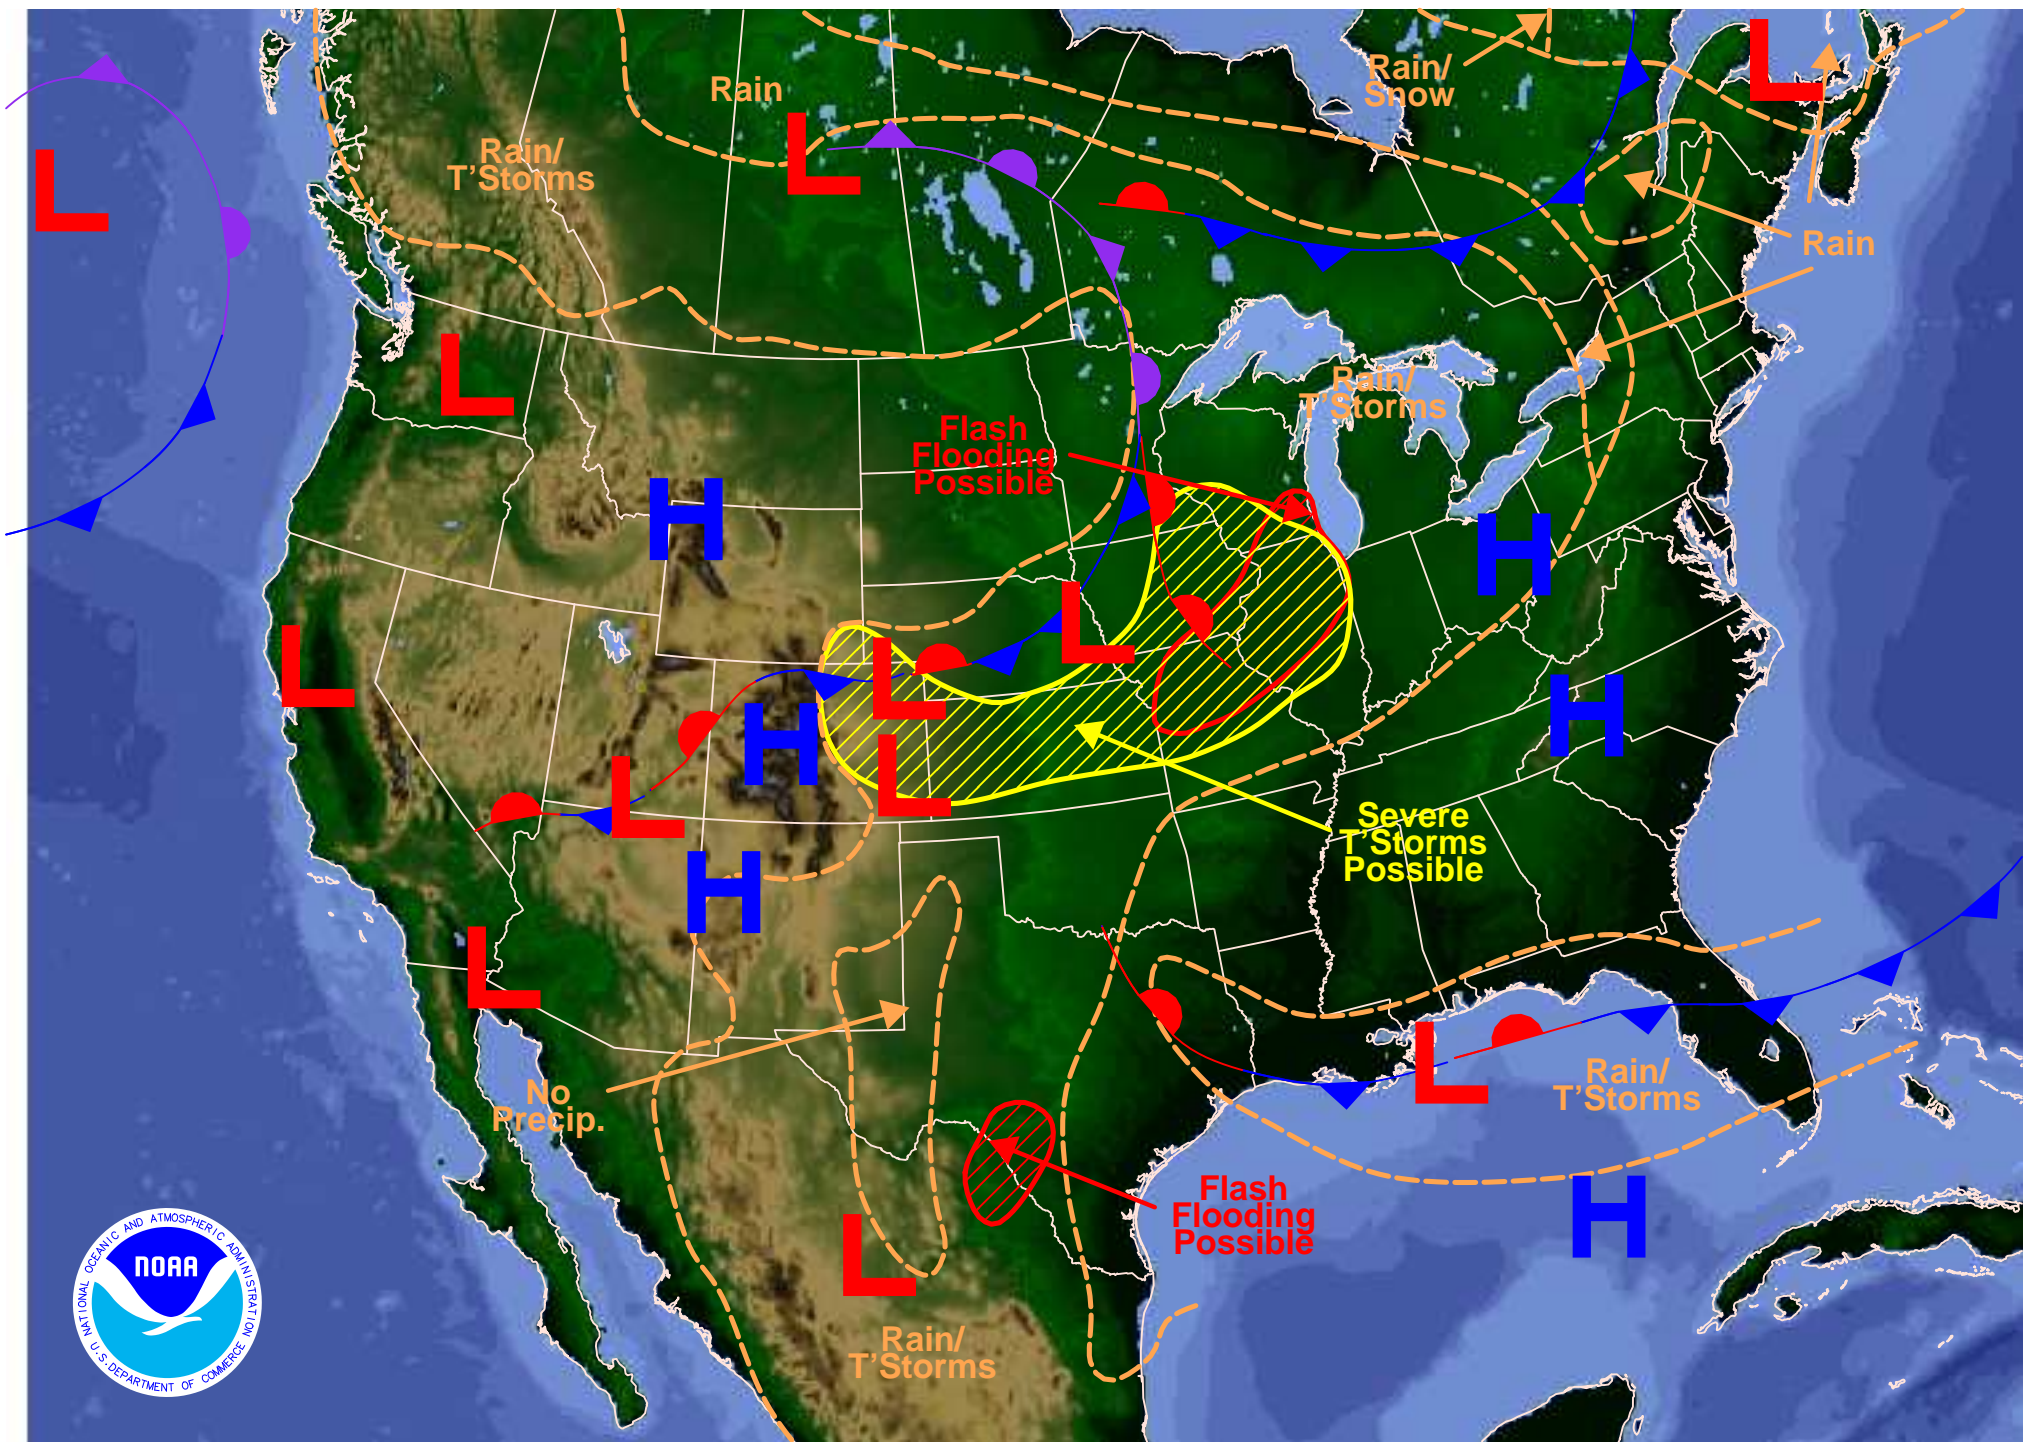 Rain/
Snow
L
Rain
L
Rain/
T'Storms
L
Rain
L
Rain/
T'Storms
Flash
Flooding
Possible
H
H
L
L
L
H
H
L
L
L
Severe
T'Storms
Possible
H
L
L
Rain/
T'Storms
No
Precip.
Flash
Flooding
Possible
H
L
Rain/
T'Storms
NATIONAL OCEANIC AND ATMOSPHERIC ADMINISTRATION
NOAA
U.S. DEPARTMENT OF COMMERCE